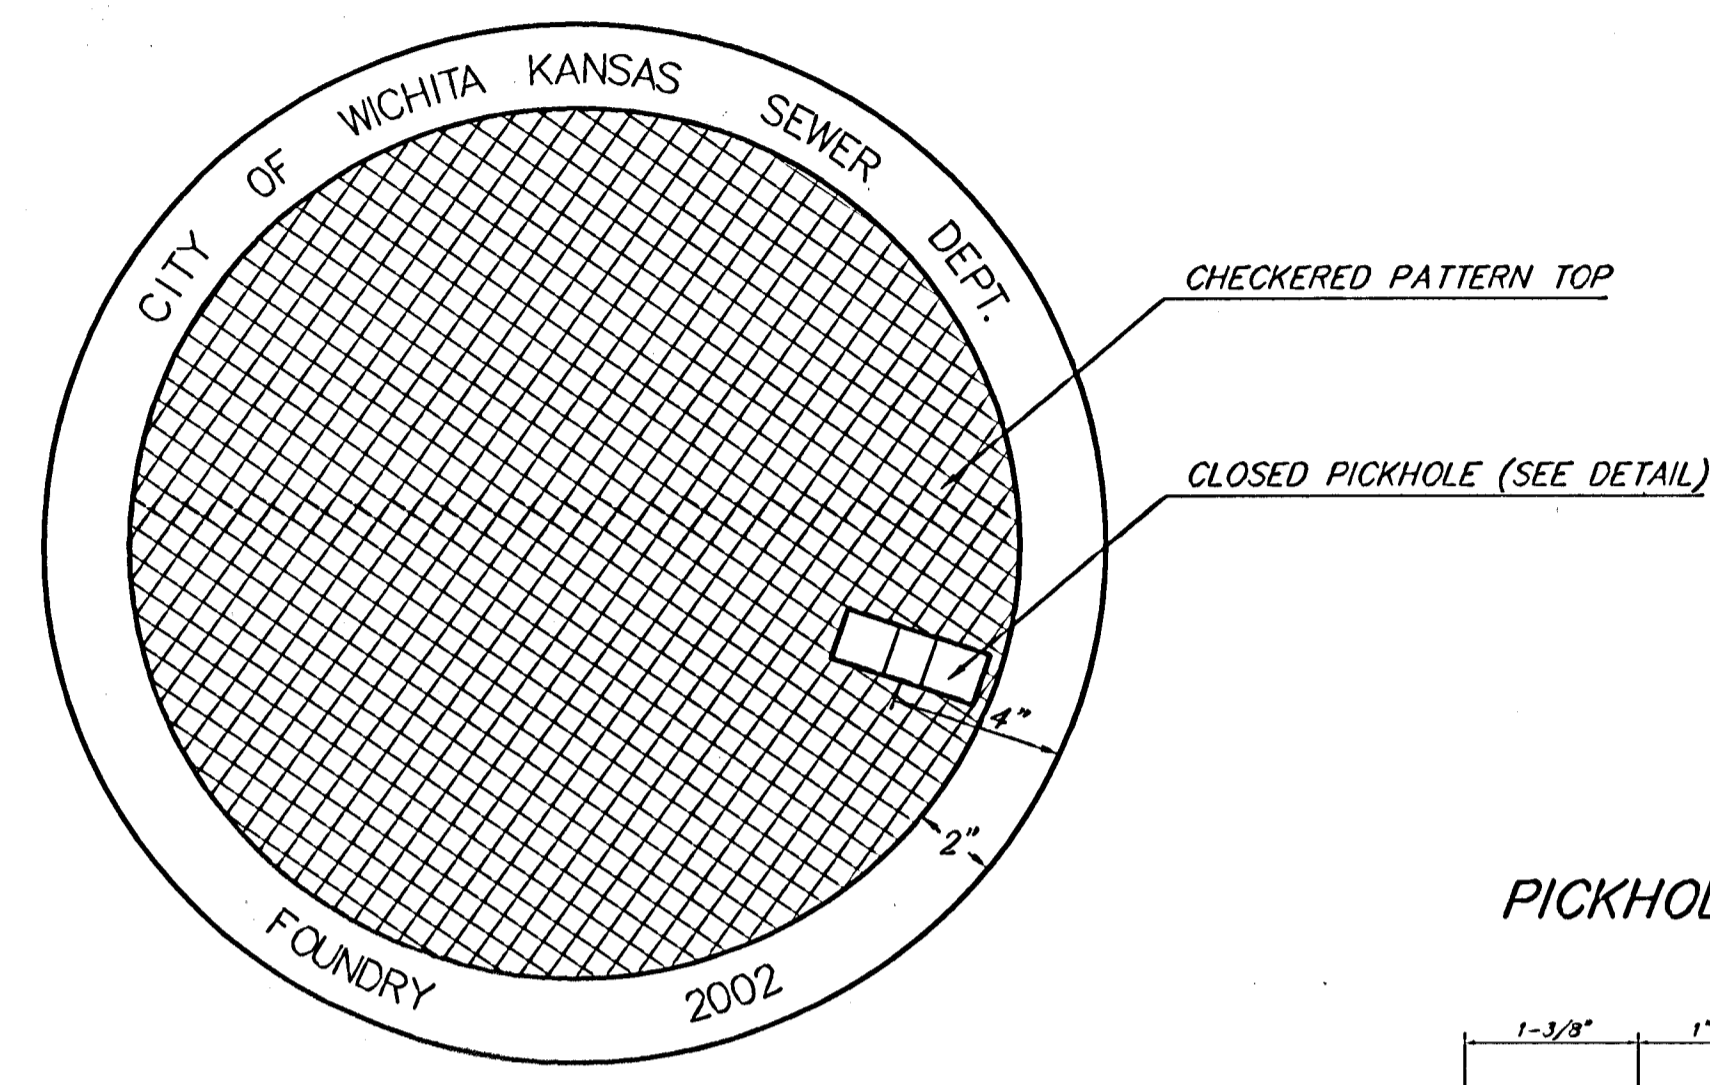 CITY OF WICHITA KANSAS SEWER DEPT.
CHECKERED PATTERN TOP
CLOSED PICKHOLE (SEE DETAIL)
4"
2"
FOUNDRY 2002
1-3/8"
1"